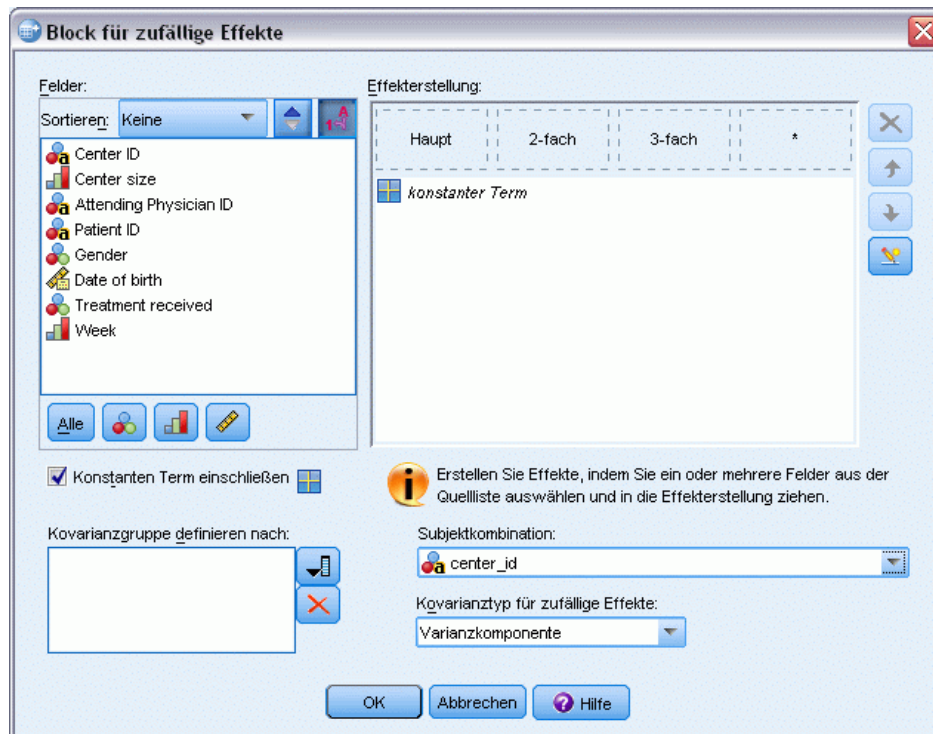 Block für zufällige Effekte
Felder:
Sortieren: Keine
Center ID
Center size
Attending Physician ID
Patient ID
Gender
Date of birth
Treatment received
Week
Alle
Konstanten Term einschließen
Kovarianzgruppe definieren nach:
Effekterstellung:
Haupt 2-fach 3-fach *
konstanter Term
Erstellen Sie Effekte, indem Sie ein oder mehrere Felder aus der
Quellliste auswählen und in die Effekterstellung ziehen.
Subjektkombination:
center_id
Kovarianztyp für zufällige Effekte:
Varianzkomponente
OK Abbrechen Hilfe